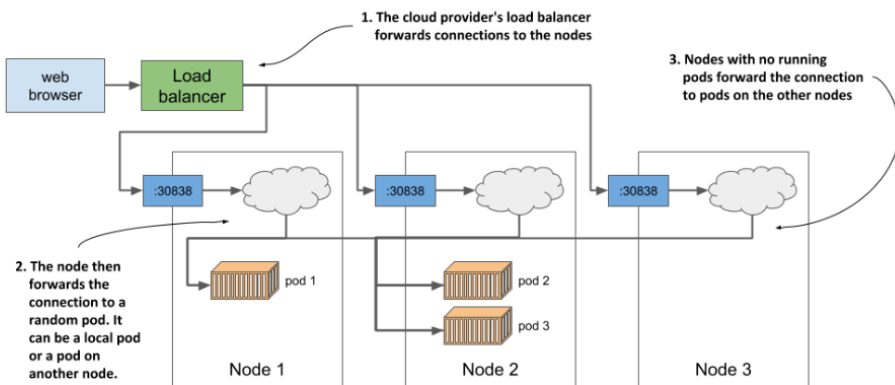 1. The cloud provider's load balancer
forwards connections to the nodes
3. Nodes with no running
pods forward the connection
to pods on the other nodes
web
browser
Load
balancer
:30838
:30838
:30838
2. The node then
forwards the
connection to a
random pod. It
can be a local pod
or a pod on
another node.
pod 1
pod 2
pod 3
Node 1
Node 2
Node 3